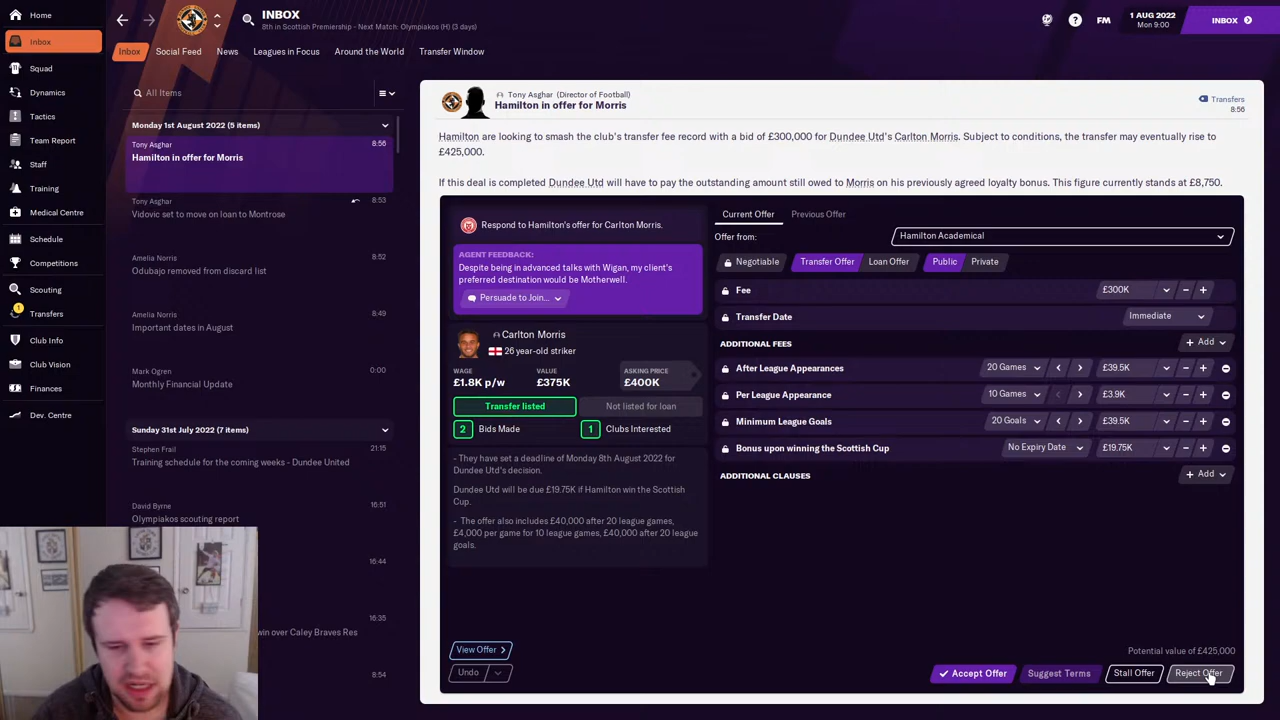 Home
INBOX
8th in Scottish Premiership - Next Match: Olympiakos (3 days)
FM
1 AUG 2022
Mon 9:00
INBOX
Inbox
Inbox
Social Feed
News
Leagues in Focus
Around the World
Transfer Window
Squad
Dynamics
Tactics
Team Report
Staff
Training
Medical Centre
Schedule
Competitions
Scouting
1
Transfers
Club Info
Club Vision
Finances
Dev. Centre
All Items
Monday 1st August 2022 (5 items)
Tony Asghar
8:56
Hamilton in offer for Morris
Tony Asghar
8:53
Vidovic set to move on loan to Montrose
Amelia Norris
8:52
Odubajo removed from discard list
Amelia Norris
8:49
Important dates in August
Mark Ogren
0:00
Monthly Financial Update
Sunday 31st July 2022 (7 items)
Stephen Frail
21:15
Training schedule for the coming weeks - Dundee United
David Byrne
16:51
Olympiakos scouting report
16:44
16:35
win over Caley Braves Res
8:54
Tony Asghar (Director of Football)
Hamilton in offer for Morris
Transfers
8:56
Hamilton are looking to smash the club's transfer fee record with a bid of £300,000 for Dundee Utd's Carlton Morris. Subject to conditions, the transfer may eventually rise to
£425,000.
If this deal is completed Dundee Utd will have to pay the outstanding amount still owed to Morris on his previously agreed loyalty bonus. This figure currently stands at £8,750.
Respond to Hamilton's offer for Carlton Morris.
AGENT FEEDBACK:
Despite being in advanced talks with Wigan, my client's
preferred destination would be Motherwell.
Persuade to Join...
Carlton Morris
26 year-old striker
WAGE
£1.8K p/w
VALUE
£375K
ASKING PRICE
£400K
Transfer listed
Not listed for loan
2 Bids Made
1 Clubs Interested
- They have set a deadline of Monday 8th August 2022 for
Dundee Utd's decision.
Dundee Utd will be due £19.75K if Hamilton win the Scottish
Cup.
- The offer also includes £40,000 after 20 league games,
£4,000 per game for 10 league games, £40,000 after 20 league
goals.
View Offer
Undo
Current Offer
Previous Offer
Offer from:
Hamilton Academical
Negotiable
Transfer Offer
Loan Offer
Public
Private
Fee
£300K
Transfer Date
Immediate
ADDITIONAL FEES
Add
After League Appearances
20 Games
£39.5K
Per League Appearance
10 Games
£3.9K
Minimum League Goals
20 Goals
£39.5K
Bonus upon winning the Scottish Cup
No Expiry Date
£19.75K
ADDITIONAL CLAUSES
Add
Potential value of £425,000
Accept Offer
Suggest Terms
Stall Offer
Reject Offer